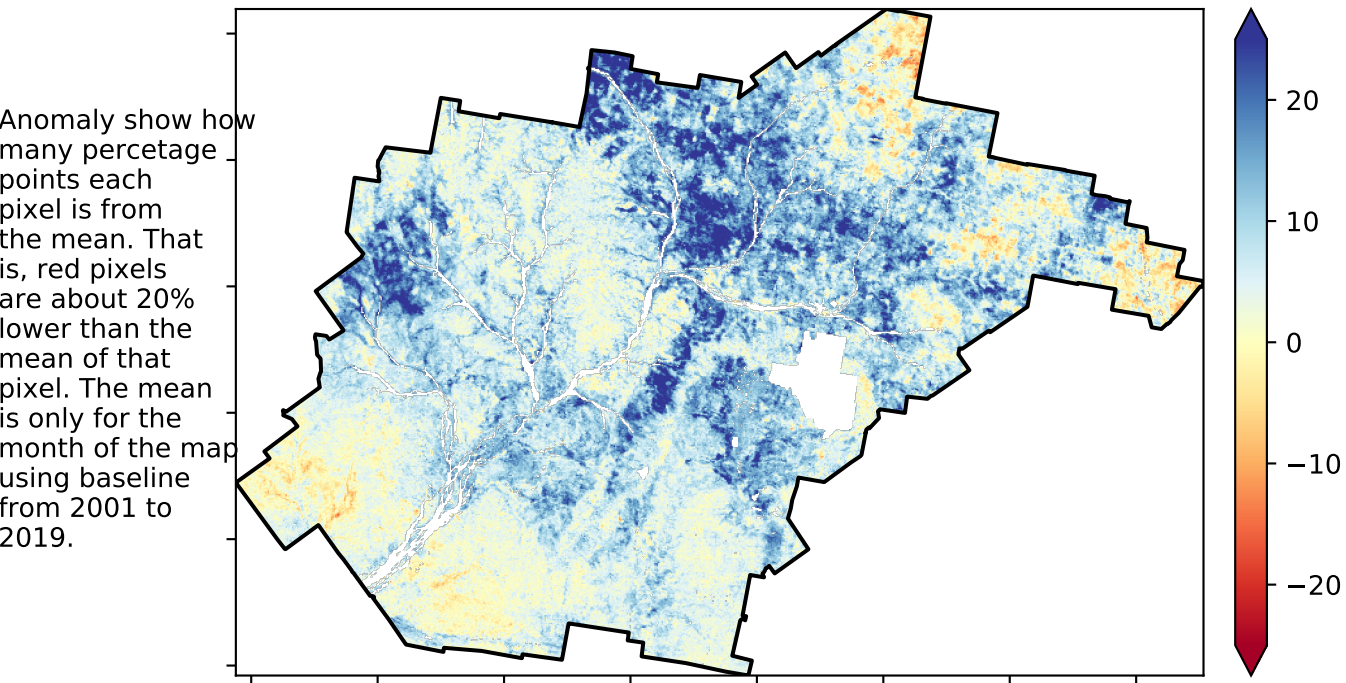 Anomaly show how
many percetage
points each
pixel is from
the mean. That
is, red pixels
are about 20%
lower than the
mean of that
pixel. The mean
is only for the
month of the map
using baseline
from 2001 to
2019.
20
10
0
−10
−20